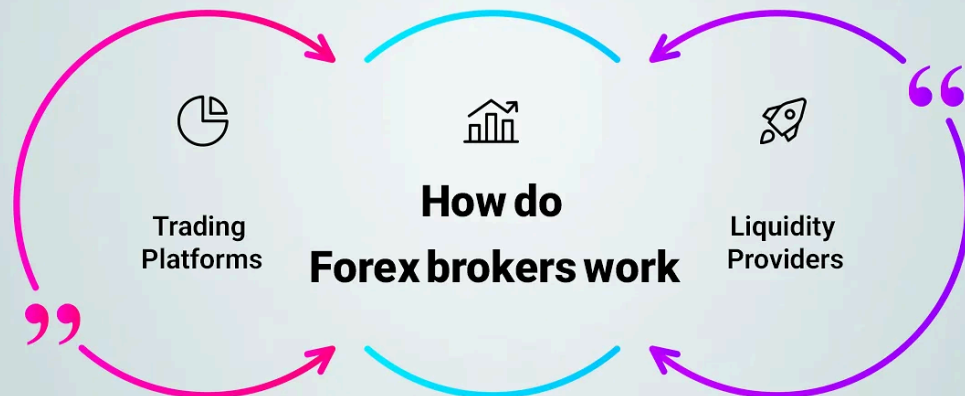 Trading
Platforms
How do
Forex brokers work
Liquidity
Providers